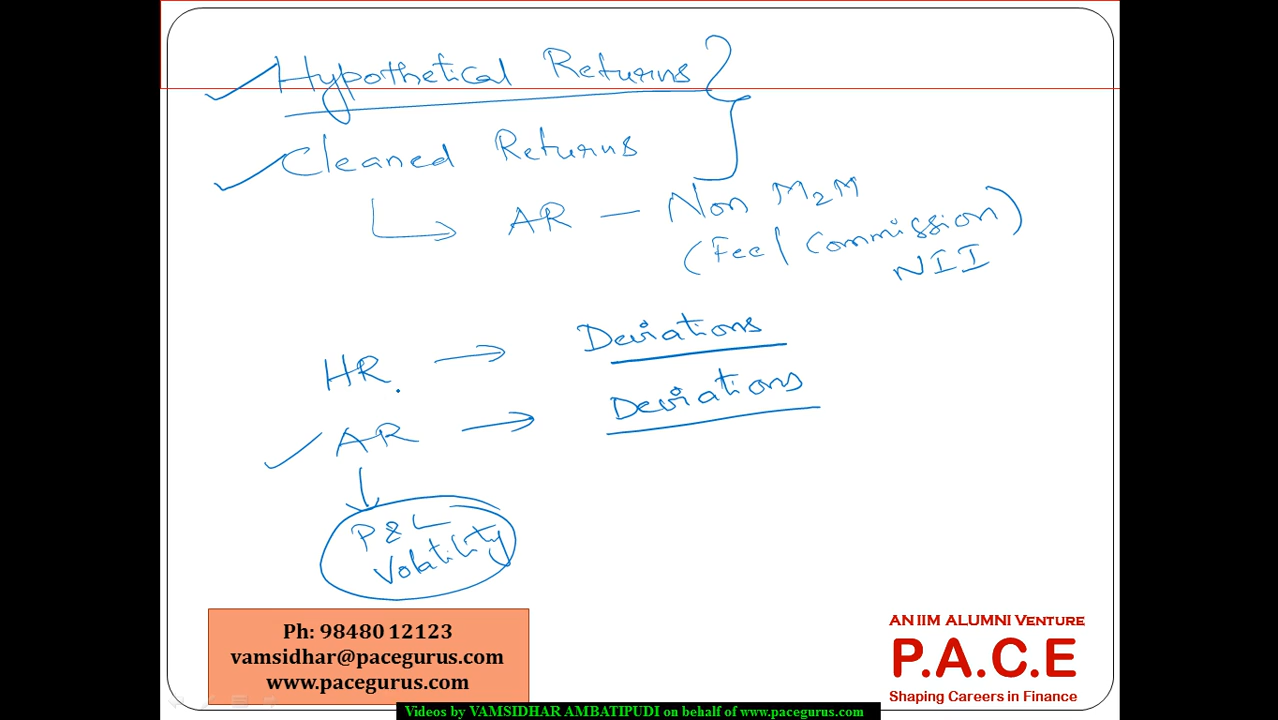 Hypothetical Returns
Cleaned Returns
AR — Non M2M
(Fee/ Commission)
NII
HR → Deviations
AR → Deviations
P & L
Volatility
Ph: 98480 12123
vamsidhar@pacegurus.com
www.pacegurus.com
AN IIM ALUMNI VENTURE
P.A.C.E
Shaping Careers in Finance
Videos by VAMSIDHAR AMBATIPUDI on behalf of www.pacegurus.com